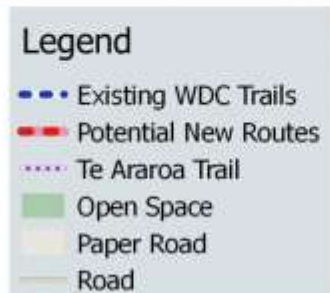 Legend
Existing WDC Trails
Potential New Routes
Te Araroa Trail
Open Space
Paper Road
Road